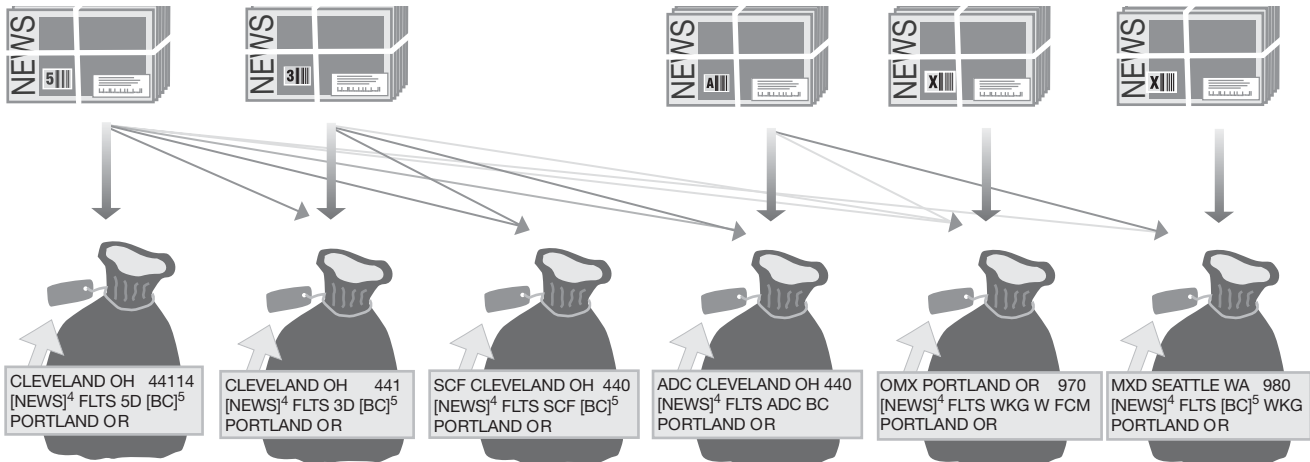 NEWS
5
NEWS
3
NEWS
A
NEWS
X
NEWS
X
CLEVELAND OH 44114
[NEWS]⁴ FLTS 5D [BC]⁵
PORTLAND OR
CLEVELAND OH 441
[NEWS]⁴ FLTS 3D [BC]⁵
PORTLAND OR
SCF CLEVELAND OH 440
[NEWS]⁴ FLTS SCF [BC]⁵
PORTLAND OR
ADC CLEVELAND OH 440
[NEWS]⁴ FLTS ADC BC
PORTLAND OR
OMX PORTLAND OR 970
[NEWS]⁴ FLTS WKG W FCM
PORTLAND OR
MXD SEATTLE WA 980
[NEWS]⁴ FLTS [BC]⁵ WKG
PORTLAND OR